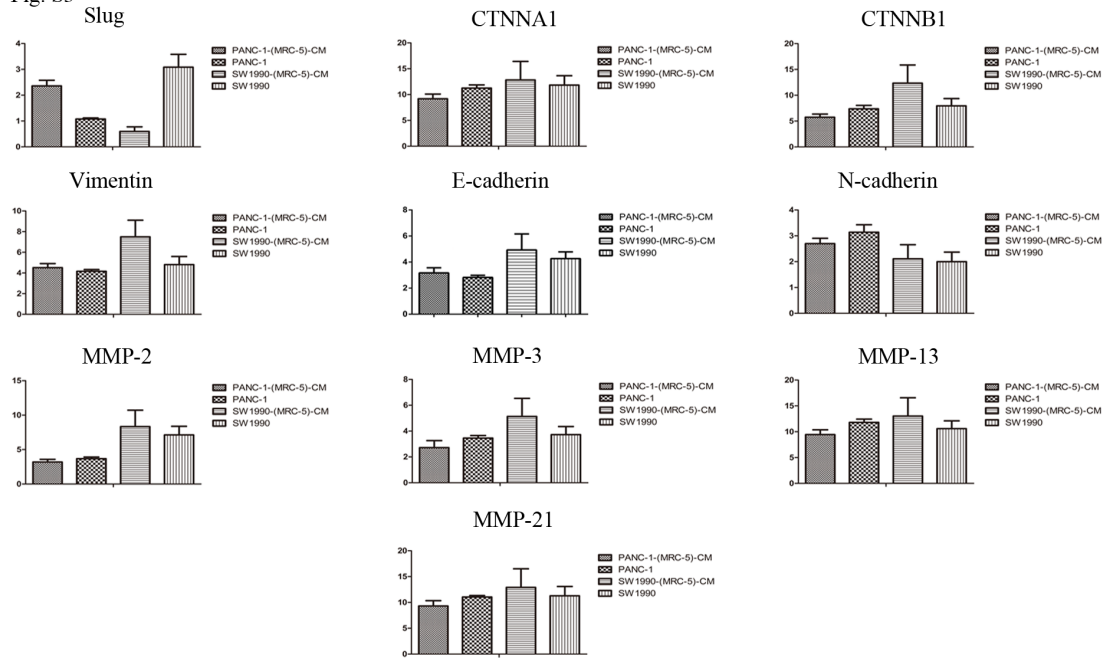 Slug
CTNNA1
CTNNB1
4
3
2
1
0
PANC-1-(MRC-5)-CM
PANC-1
SW1990-(MRC-5)-CM
SW1990
20
15
10
5
0
PANC-1-(MRC-5)-CM
PANC-1
SW1990-(MRC-5)-CM
SW1990
20
15
10
5
0
PANC-1-(MRC-5)-CM
PANC-1
SW1990-(MRC-5)-CM
SW1990
Vimentin
E-cadherin
N-cadherin
10
8
6
4
2
0
PANC-1-(MRC-5)-CM
PANC-1
SW1990-(MRC-5)-CM
SW1990
8
6
4
2
0
PANC-1-(MRC-5)-CM
PANC-1
SW1990-(MRC-5)-CM
SW1990
4
3
2
1
0
PANC-1-(MRC-5)-CM
PANC-1
SW1990-(MRC-5)-CM
SW1990
MMP-2
MMP-3
MMP-13
15
10
5
0
PANC-1-(MRC-5)-CM
PANC-1
SW1990-(MRC-5)-CM
SW1990
8
6
4
2
0
PANC-1-(MRC-5)-CM
PANC-1
SW1990-(MRC-5)-CM
SW1990
20
15
10
5
0
PANC-1-(MRC-5)-CM
PANC-1
SW1990-(MRC-5)-CM
SW1990
MMP-21
20
15
10
5
0
PANC-1-(MRC-5)-CM
PANC-1
SW1990-(MRC-5)-CM
SW1990